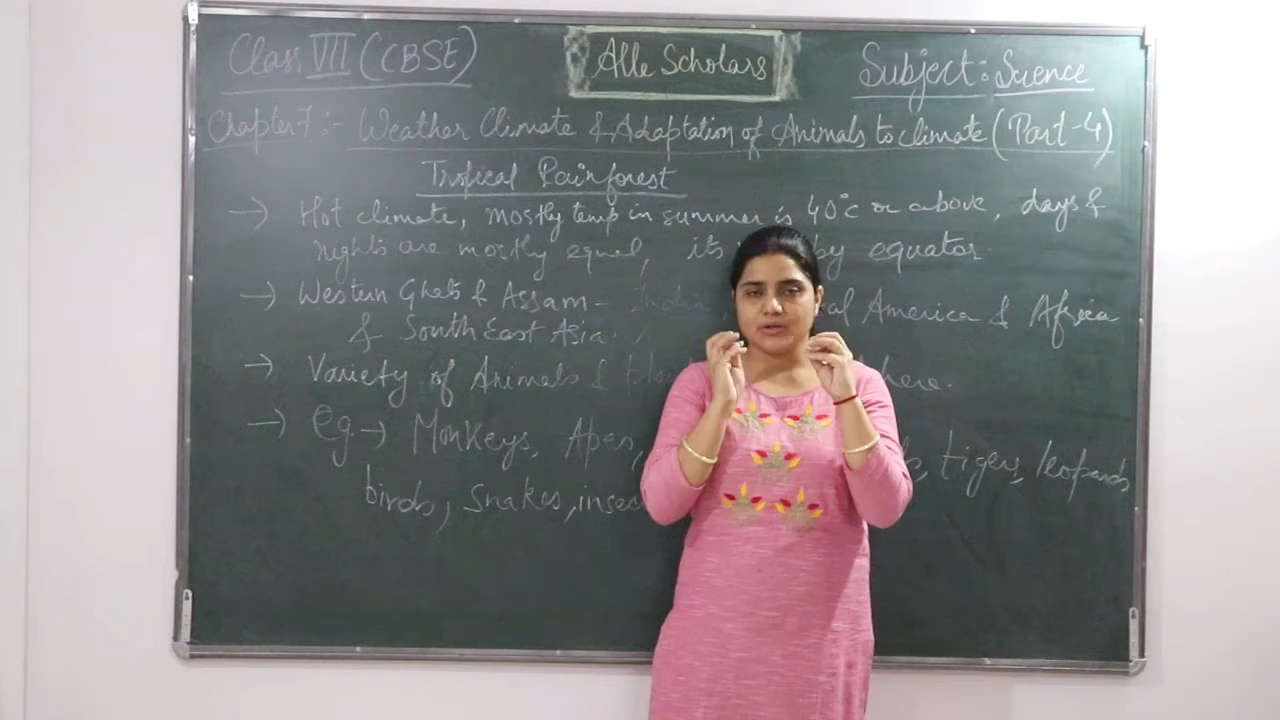 Class VII (CBSE)
Alle Scholars
Subject: Science
Chapter-7 :- Weather Climate & Adaptation of Animals to climate (Part-4)
Tropical Rainforest
→ Hot climate, mostly temp in summer is 40°c or above, days &
nights are mostly equal, its by equator.
→ Western Ghats & Assam - India, America & Africa
& South East Asia.
→ Variety of Animals & here.
→ Eg → Monkeys, Apes, tigers, leopards,
birds, Snakes, insec